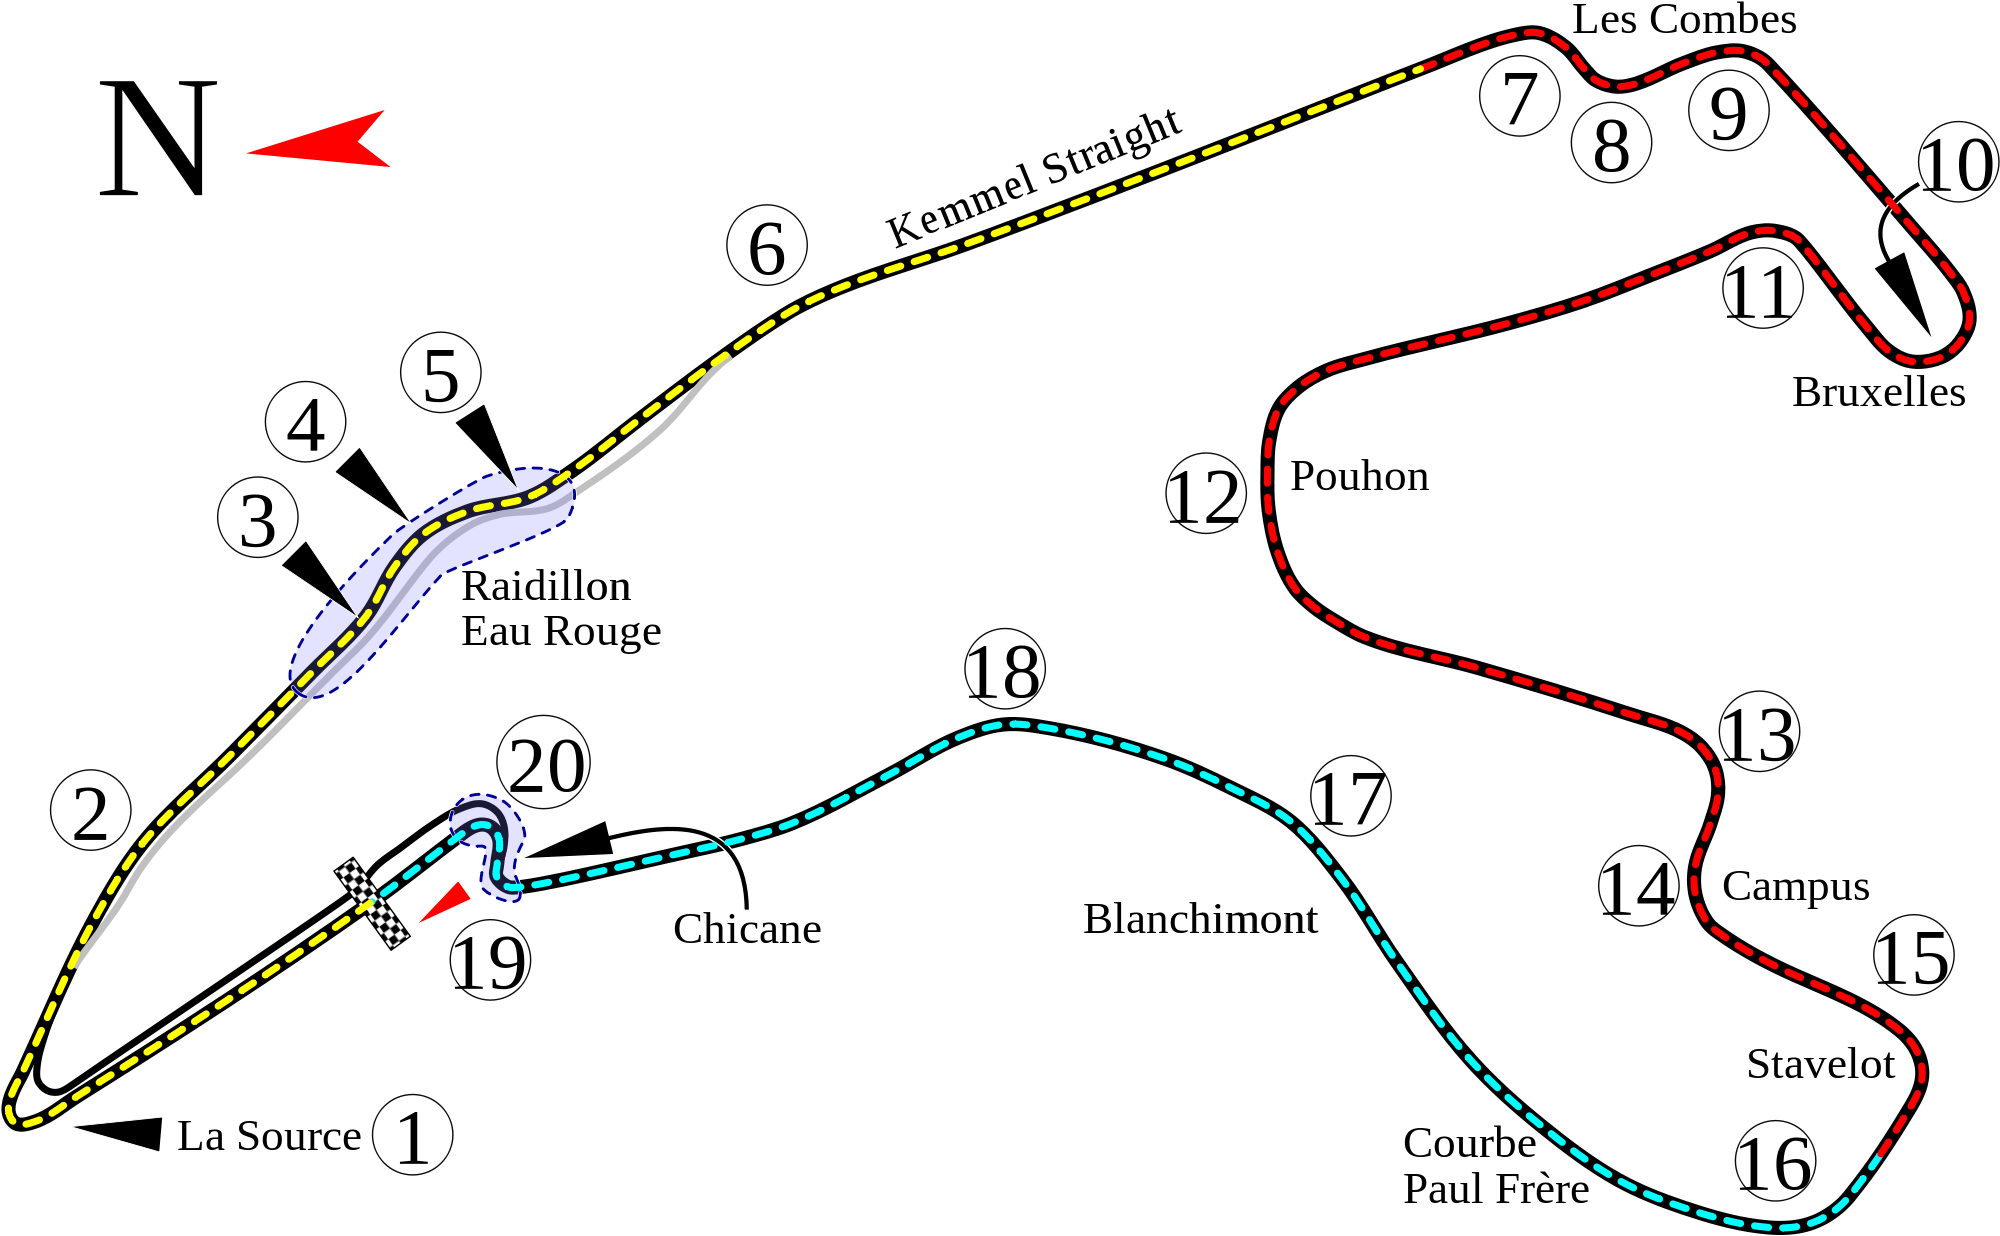 Les Combes
N
7
8
9
10
Kemmel Straight
6
11
5
4
Bruxelles
3
12
Pouhon
Raidillon
Eau Rouge
18
13
20
2
17
14
Campus
Chicane
Blanchimont
19
15
Stavelot
La Source
1
Courbe
Paul Frère
16